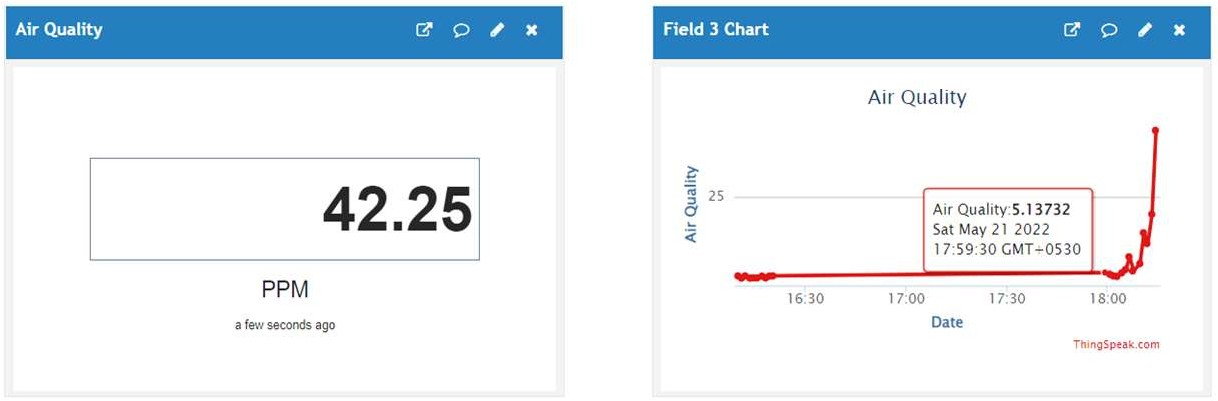 Air Quality
42.25
PPM
a few seconds ago
Field 3 Chart
Air Quality
Air Quality
25
Air Quality:5.13732
Sat May 21 2022
17:59:30 GMT+0530
16:30 17:00 17:30 18:00
Date
ThingSpeak.com